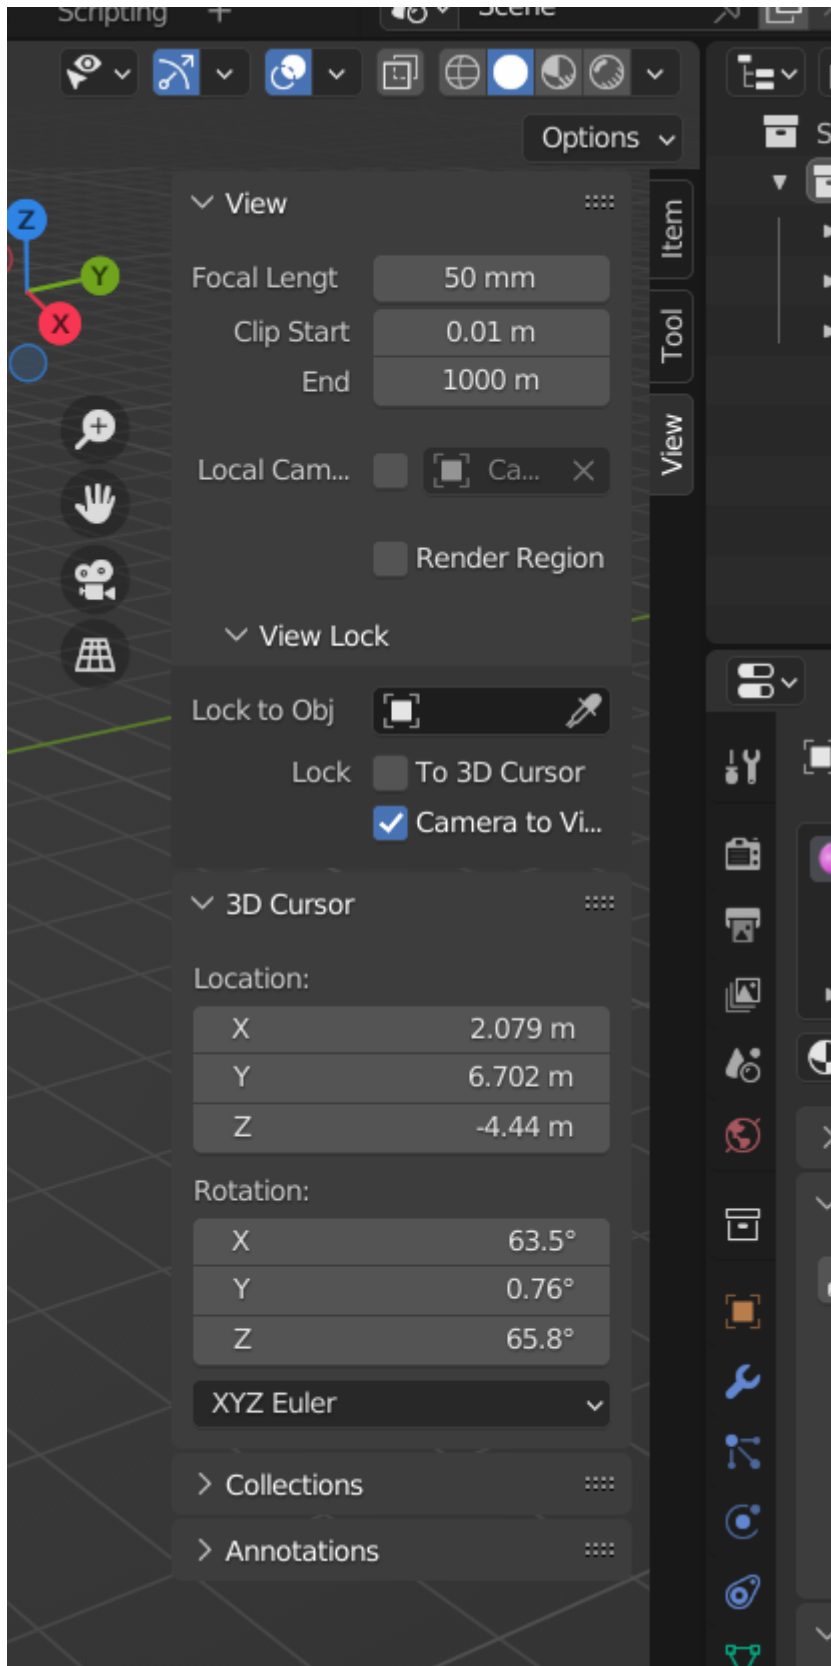 Scripting +
Scene
Options
View
Item
Z
Y
X
Focal Lengt 50 mm
Clip Start 0.01 m
Tool
End 1000 m
View
Local Cam... Ca...
Render Region
View Lock
Lock to Obj
Lock To 3D Cursor
Camera to Vi...
3D Cursor
Location:
X 2.079 m
Y 6.702 m
Z -4.44 m
Rotation:
X 63.5°
Y 0.76°
Z 65.8°
XYZ Euler
Collections
Annotations